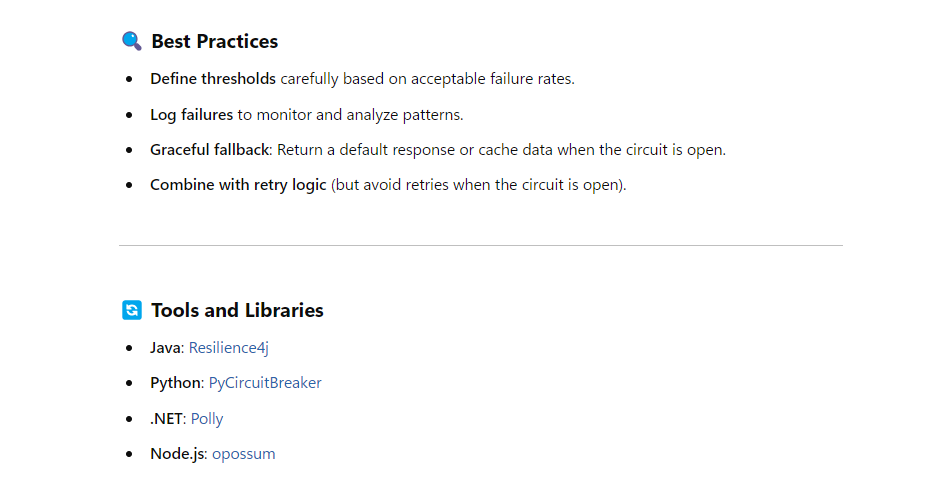 Best Practices
Define thresholds carefully based on acceptable failure rates.
Log failures to monitor and analyze patterns.
Graceful fallback: Return a default response or cache data when the circuit is open.
Combine with retry logic (but avoid retries when the circuit is open).
Tools and Libraries
Java: Resilience4j
Python: PyCircuitBreaker
.NET: Polly
Node.js: opossum